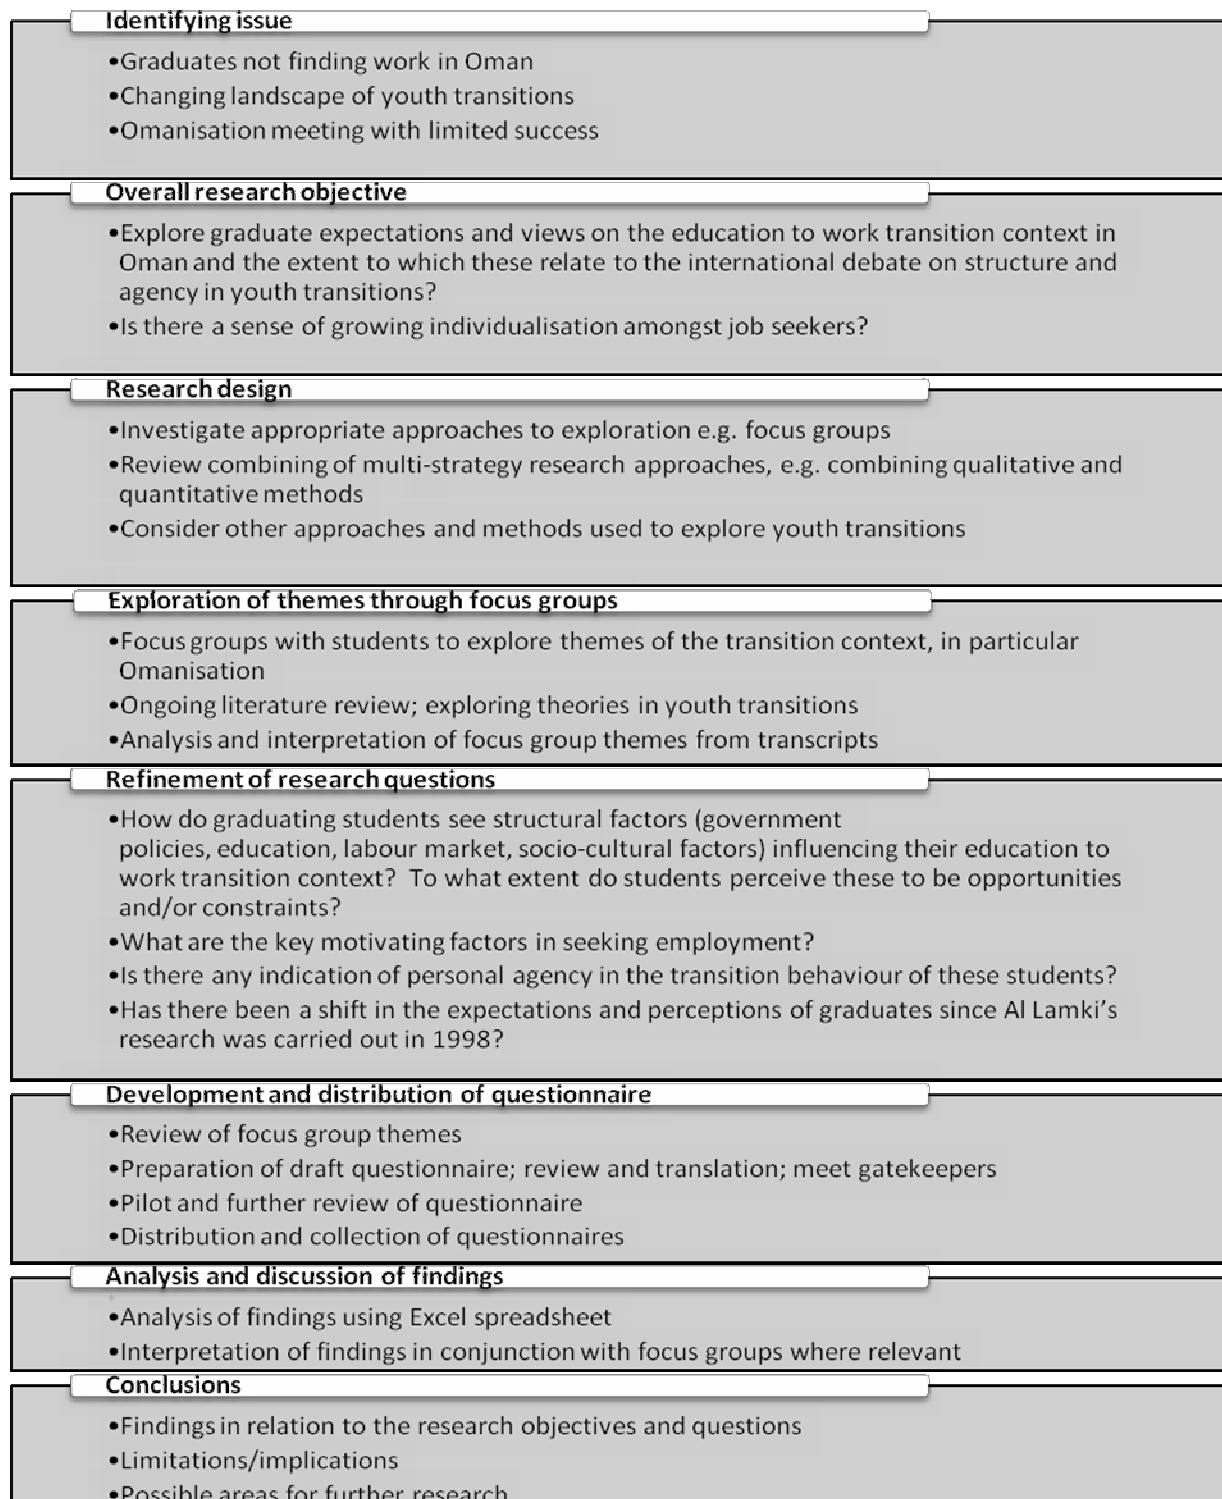 Identifying issue
•Graduates not finding work in Oman
•Changing landscape of youth transitions
•Omanisation meeting with limited success
Overall research objective
•Explore graduate expectations and views on the education to work transition context in
Oman and the extent to which these relate to the international debate on structure and
agency in youth transitions?
•Is there a sense of growing individualisation amongst job seekers?
Research design
•Investigate appropriate approaches to exploration e.g. focus groups
•Review combining of multi-strategy research approaches, e.g. combining qualitative and
quantitative methods
•Consider other approaches and methods used to explore youth transitions
Exploration of themes through focus groups
•Focus groups with students to explore themes of the transition context, in particular
Omanisation
•Ongoing literature review; exploring theories in youth transitions
•Analysis and interpretation of focus group themes from transcripts
Refinement of research questions
•How do graduating students see structural factors (government
policies, education, labour market, socio-cultural factors) influencing their education to
work transition context?  To what extent do students perceive these to be opportunities
and/or constraints?
•What are the key motivating factors in seeking employment?
•Is there any indication of personal agency in the transition behaviour of these students?
•Has there been a shift in the expectations and perceptions of graduates since Al Lamki’s
research was carried out in 1998?
Development and distribution of questionnaire
•Review of focus group themes
•Preparation of draft questionnaire; review and translation; meet gatekeepers
•Pilot and further review of questionnaire
•Distribution and collection of questionnaires
Analysis and discussion of findings
•Analysis of findings using Excel spreadsheet
•Interpretation of findings in conjunction with focus groups where relevant
Conclusions
•Findings in relation to the research objectives and questions
•Limitations/implications
•Possible areas for further research